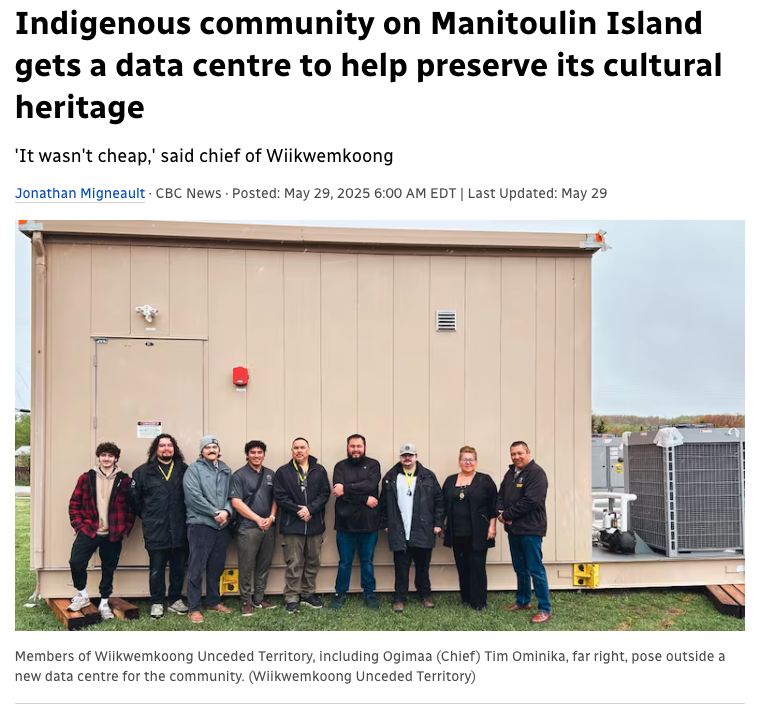 Indigenous community on Manitoulin Island
gets a data centre to help preserve its cultural
heritage
'It wasn't cheap,' said chief of Wiikwemkoong
Jonathan Migneault · CBC News · Posted: May 29, 2025 6:00 AM EDT | Last Updated: May 29
Members of Wiikwemkoong Unceded Territory, including Ogimaa (Chief) Tim Ominika, far right, pose outside a
new data centre for the community. (Wiikwemkoong Unceded Territory)